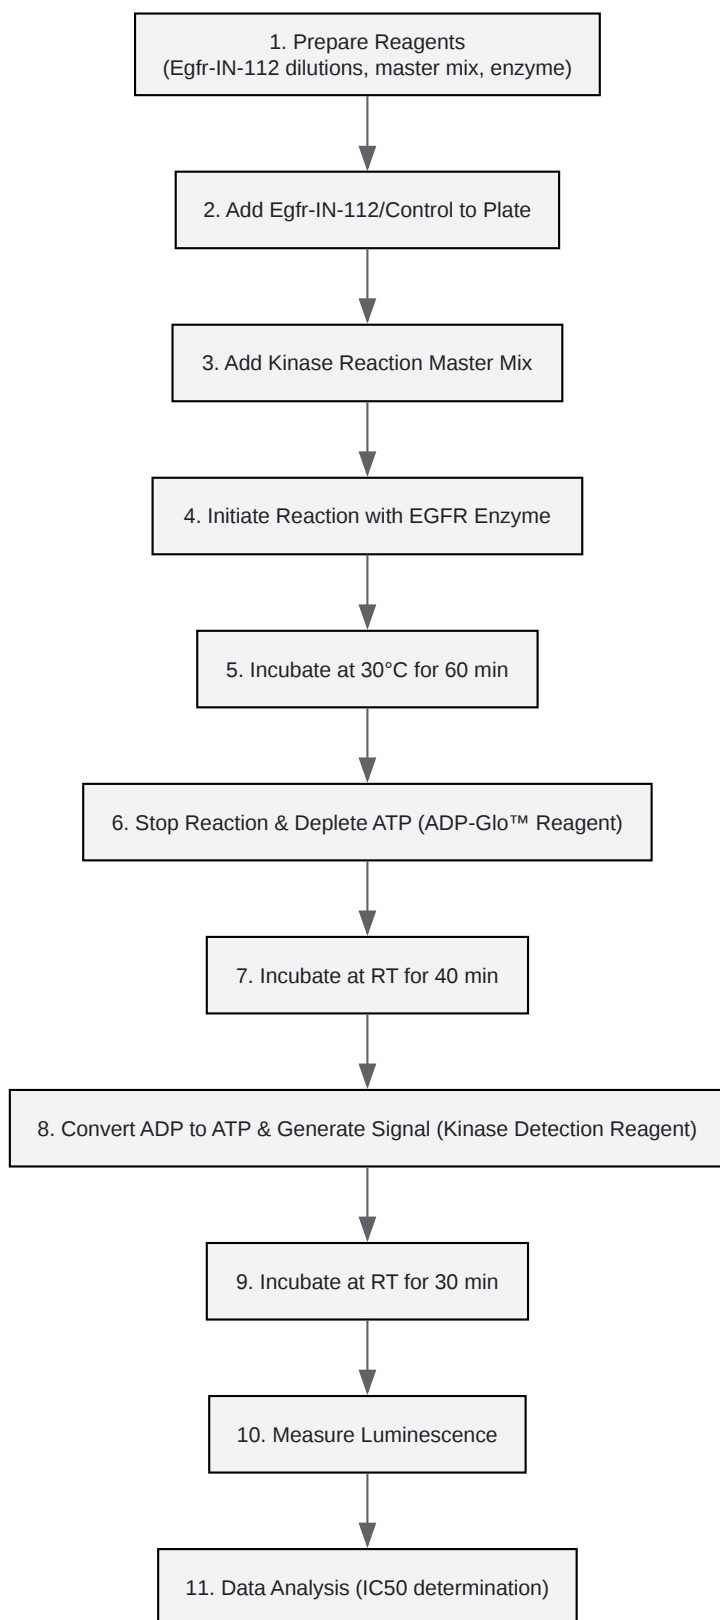 1. Prepare Reagents
(Egfr-IN-112 dilutions, master mix, enzyme)
2. Add Egfr-IN-112/Control to Plate
3. Add Kinase Reaction Master Mix
4. Initiate Reaction with EGFR Enzyme
5. Incubate at 30°C for 60 min
6. Stop Reaction & Deplete ATP (ADP-Glo™ Reagent)
7. Incubate at RT for 40 min
8. Convert ADP to ATP & Generate Signal (Kinase Detection Reagent)
9. Incubate at RT for 30 min
10. Measure Luminescence
11. Data Analysis (IC50 determination)